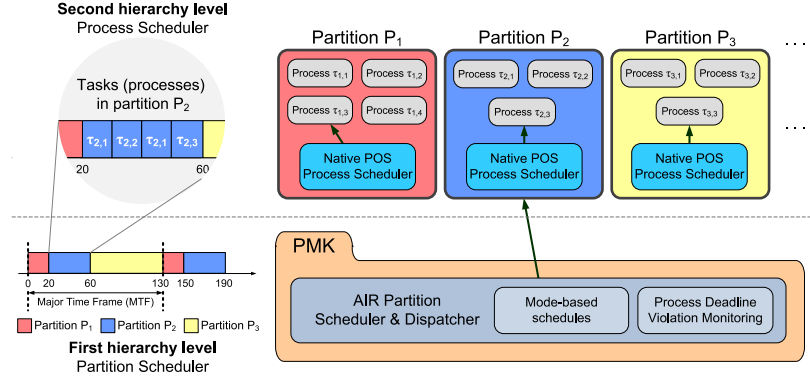 Second hierarchy level
Process Scheduler
Tasks (processes)
in partition P2
τ2,1 τ2,2 τ2,1 τ2,3
20 60
Partition P1 Partition P2 Partition P3
Process τ1,1 Process τ1,2
Process τ1,3 Process τ1,4
Native POS
Process Scheduler
Process τ2,1 Process τ2,2
Process τ2,3
Native POS
Process Scheduler
Process τ3,1 Process τ3,2
Process τ3,3
Native POS
Process Scheduler
...
...
0 20 60 130 150 190
Major Time Frame (MTF)
Partition P1 Partition P2 Partition P3
First hierarchy level
Partition Scheduler
PMK
AIR Partition
Scheduler & Dispatcher
Mode-based
schedules
Process Deadline
Violation Monitoring